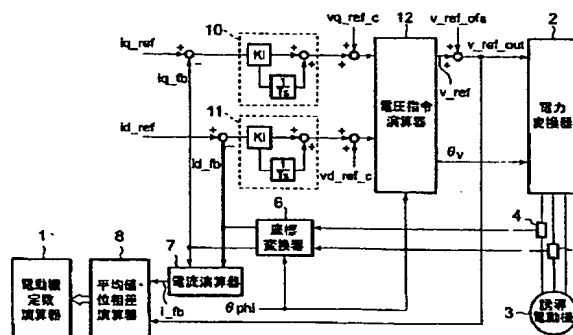 10
vq_ref_c
12
v_ref_ofs
2
iq_ref
KI
v_ref_out
iq_fb
1
Ts
v_ref
11
電圧指令
演算器
電力
変換器
id_ref
KI
id_fb
1
Ts
θv
vd_ref_c
6
4
座標
変換器
1
8
7
電動機
定数
演算器
平均値・
位相差
演算器
電流演算器
i_fb
θphi
3
誘導
電動機